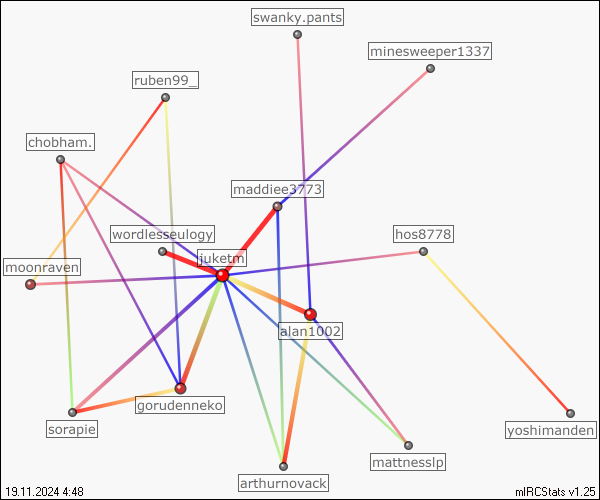 swanky.pants
minesweeper1337
ruben99_
chobham.
maddiee3773
wordlesseulogy
hos8778
juketm
moonraven
alan1002
gorudenneko
sorapie
yoshimanden
mattnesslp
arthurnovack
19.11.2024 4:48
mIRCStats v1.25